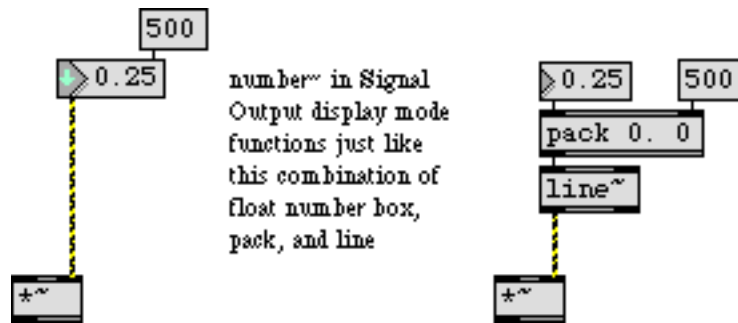 500
0.25
number~ in Signal
Output display mode
functions just like
this combination of
float number box,
pack, and line
*~
0.25
500
pack 0. 0
line~
*~